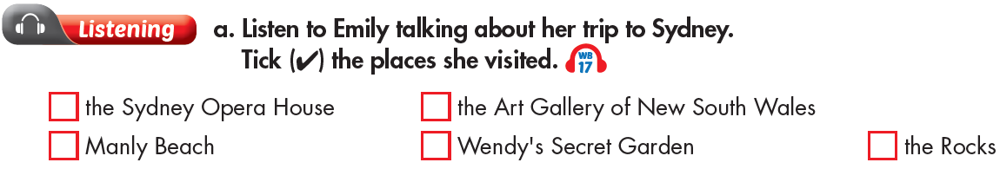 Listening a. Listen to Emily talking about her trip to Sydney.
Tick (✔) the places she visited. WB 17
the Sydney Opera House the Art Gallery of New South Wales
Manly Beach Wendy's Secret Garden the Rocks